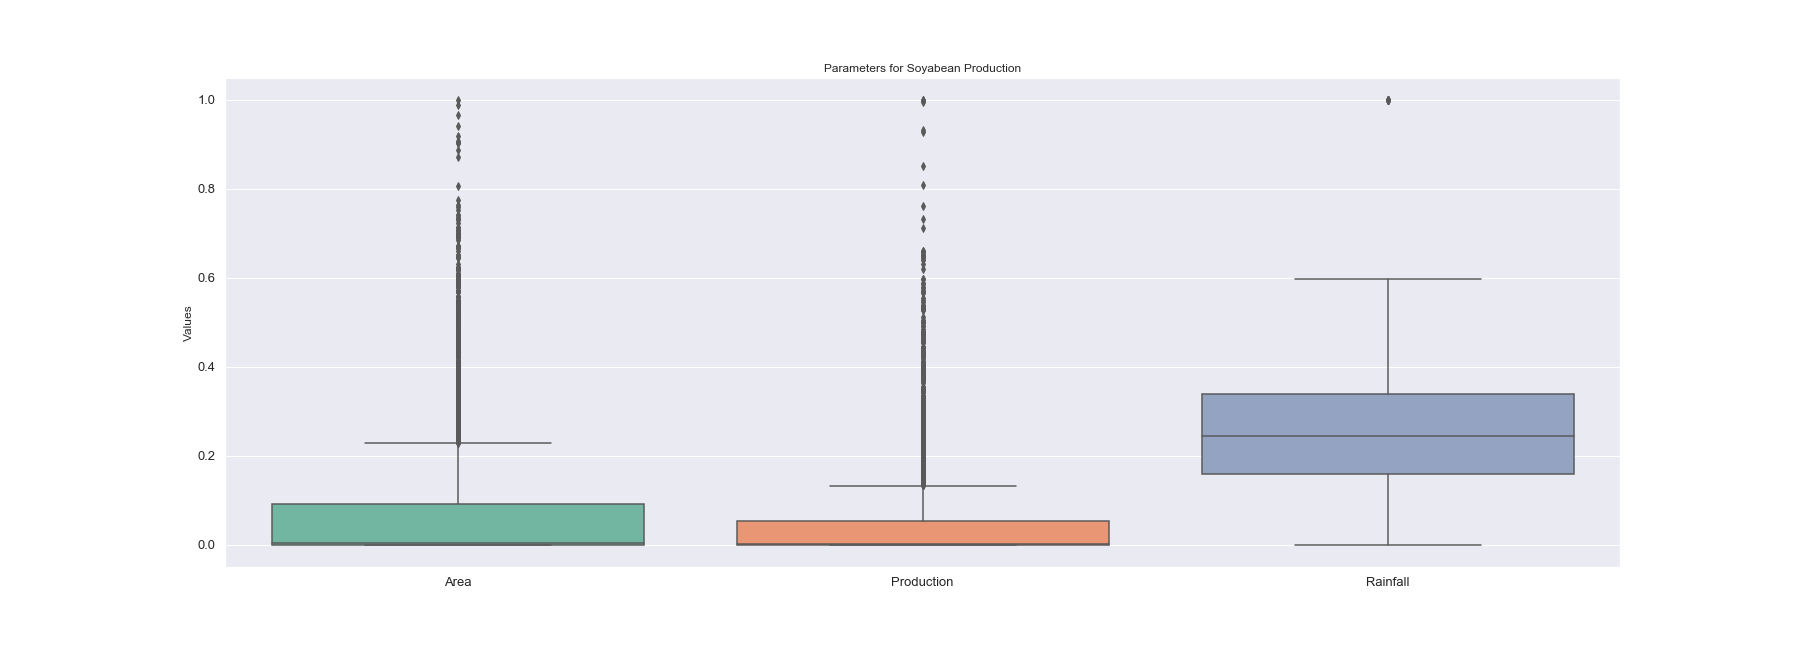 Parameters for Soyabean Production
1.0
0.8
0.6
0.4
0.2
0.0
Values
Area
Production
Rainfall